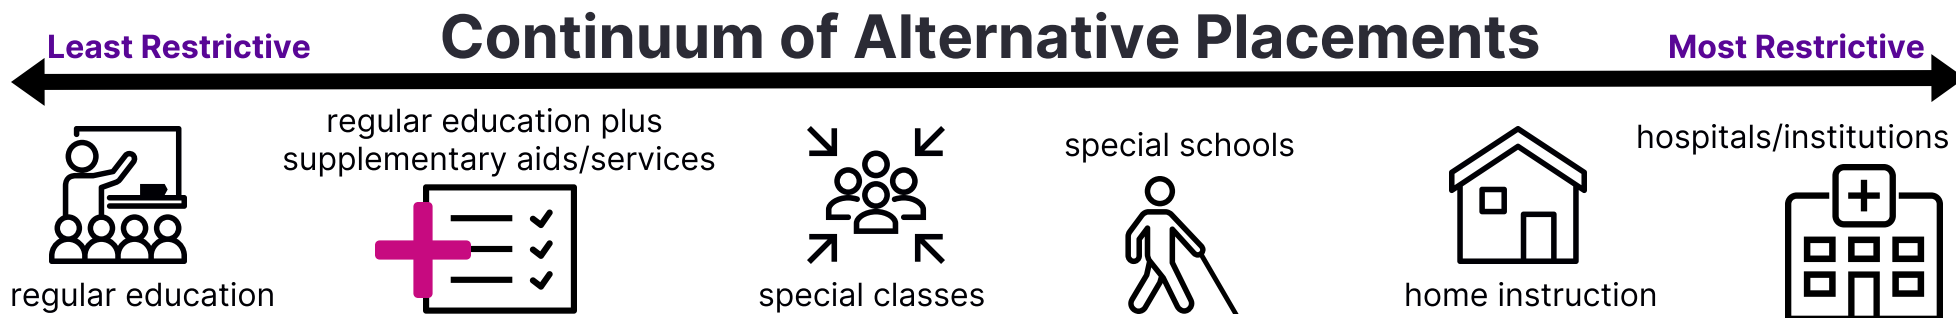 Continuum of Alternative Placements
Least Restrictive
Most Restrictive
regular education
regular education plus
supplementary aids/services
special classes
special schools
home instruction
hospitals/institutions